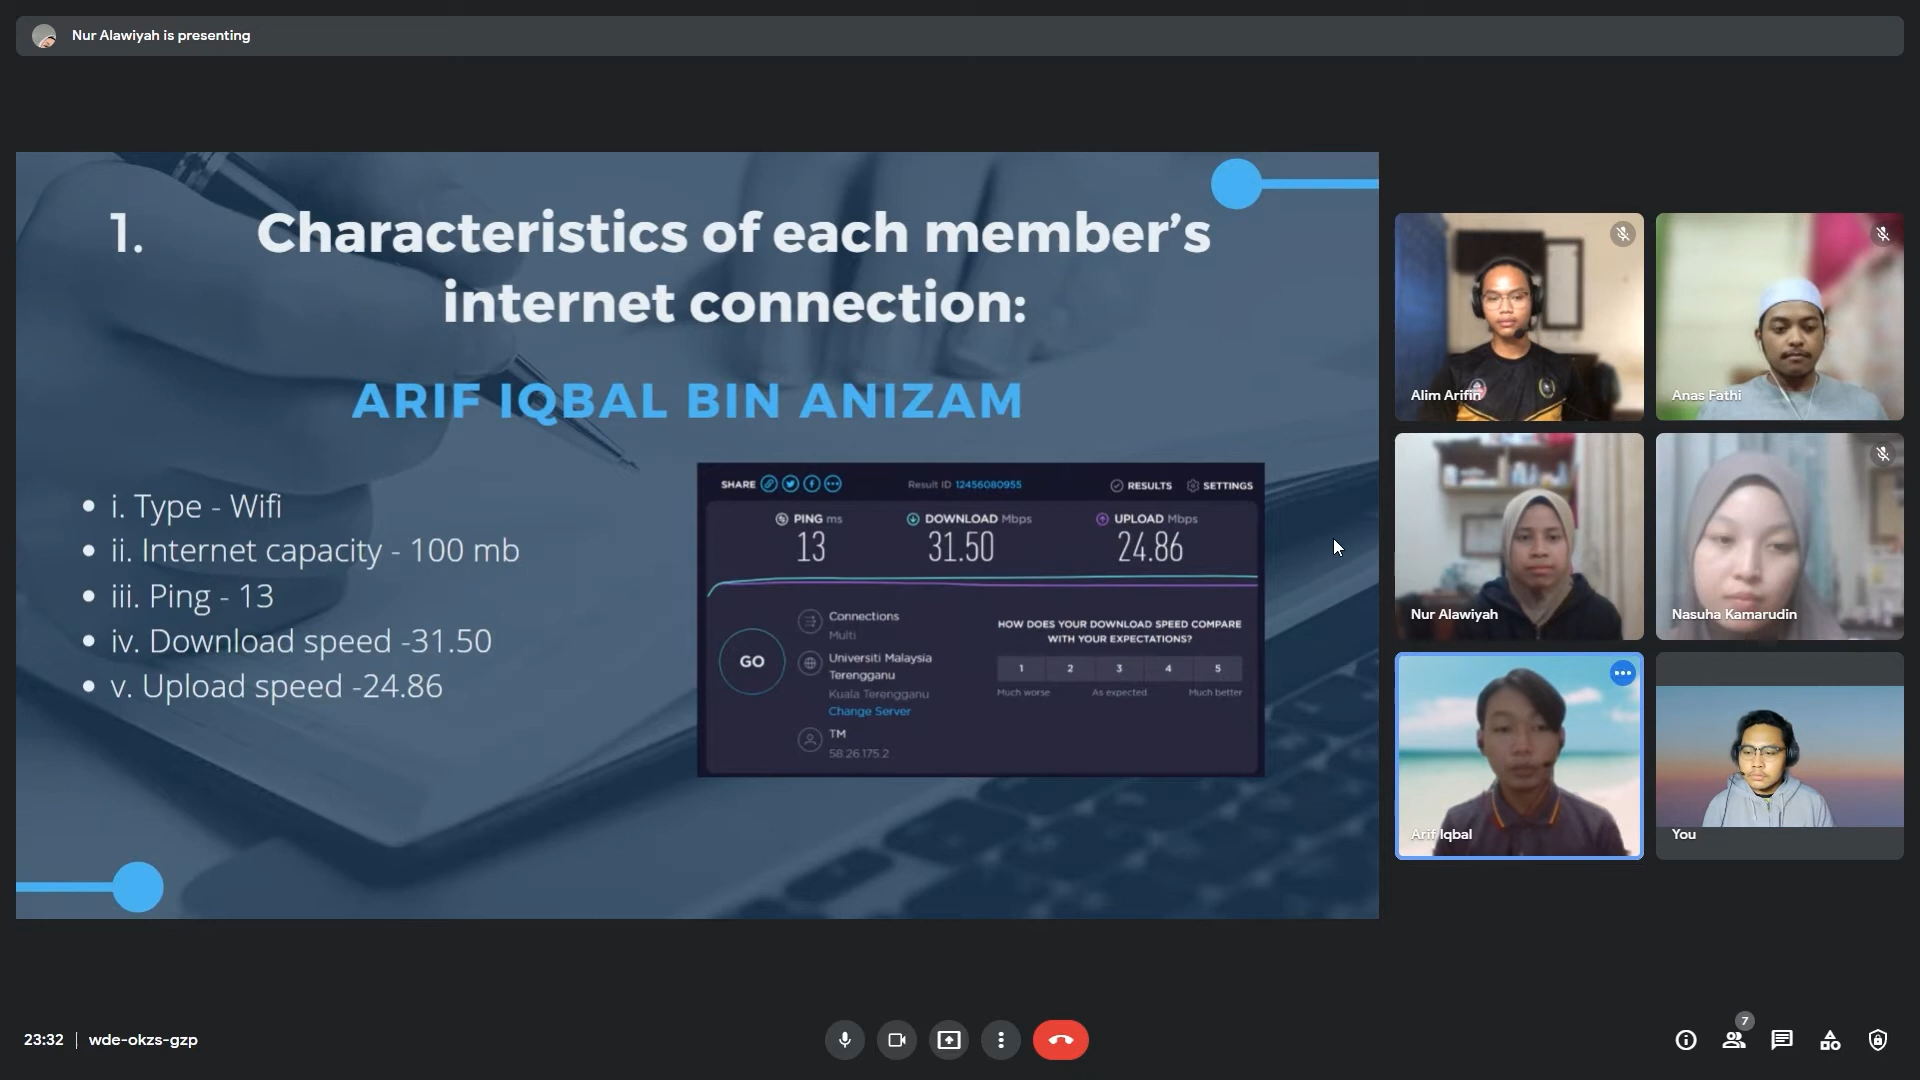 Nur Alawiyah is presenting
1. Characteristics of each member's
internet connection:
ARIF IQBAL BIN ANIZAM
• i. Type - Wifi
• ii. Internet capacity - 100 mb
• iii. Ping - 13
• iv. Download speed -31.50
• v. Upload speed -24.86
SHARE Result ID 12456080955 RESULTS SETTINGS
PING ms DOWNLOAD Mbps UPLOAD Mbps
13 31.50 24.86
GO
Connections
Multi
Universiti Malaysia
Terengganu
Kuala Terengganu
Change Server
TM
58.26.175.2
HOW DOES YOUR DOWNLOAD SPEED COMPARE
WITH YOUR EXPECTATIONS?
1 2 3 4 5
Much worse As expected Much better
Alim Arifin
Anas Fathi
Nur Alawiyah
Nasuha Kamarudin
Arif Iqbal
You
23:32 | wde-okzs-gzp
7